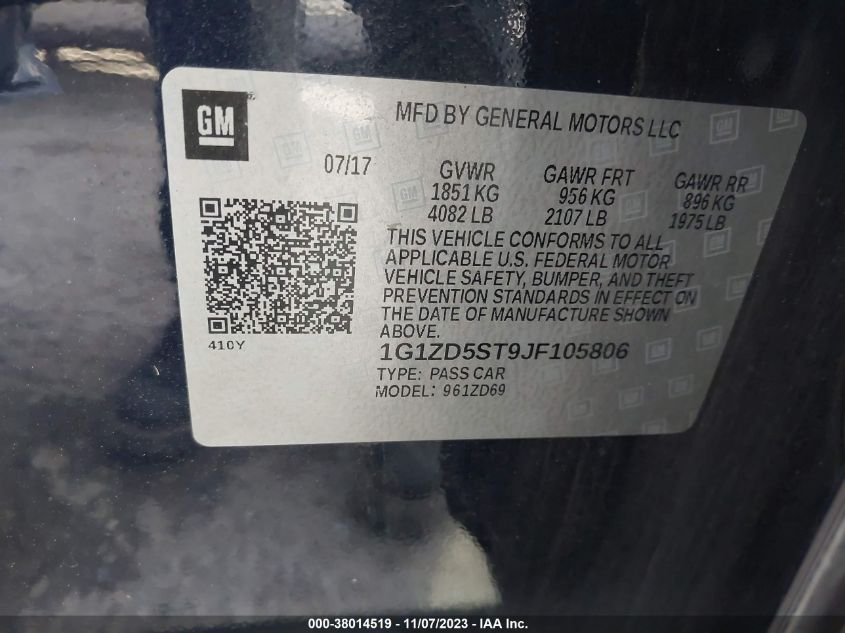 GM
MFD BY GENERAL MOTORS LLC
07/17
GVWR GAWR FRT GAWR RR
1851 KG 956 KG 896 KG
4082 LB 2107 LB 1975 LB
THIS VEHICLE CONFORMS TO ALL
APPLICABLE U.S. FEDERAL MOTOR
VEHICLE SAFETY, BUMPER, AND THEFT
PREVENTION STANDARDS IN EFFECT ON
THE DATE OF MANUFACTURE SHOWN
ABOVE.
410Y
1G1ZD5ST9JF105806
TYPE: PASS CAR
MODEL: 961ZD69
000-38014519 - 11/07/2023 - IAA Inc.